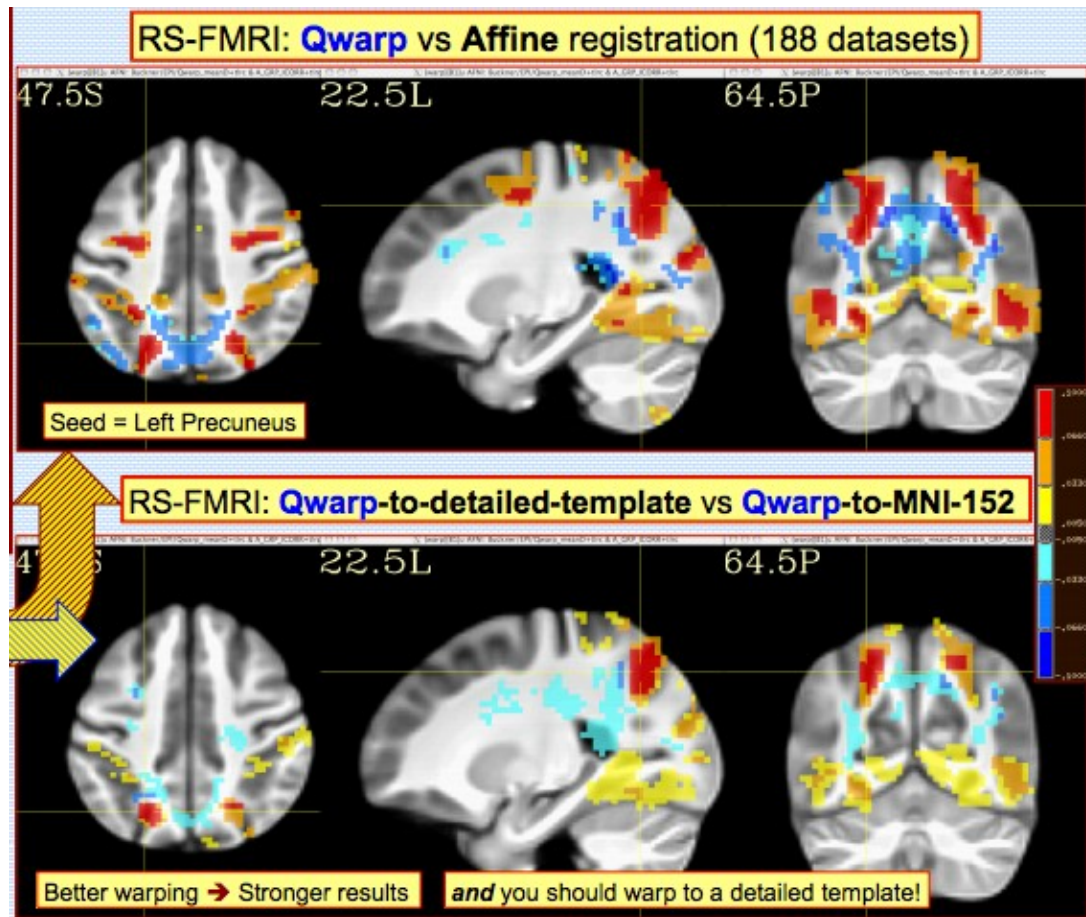 RS-FMRI: Qwarp vs Affine registration (188 datasets)
47.5S
22.5L
64.5P
Seed = Left Precuneus
RS-FMRI: Qwarp-to-detailed-template vs Qwarp-to-MNI-152
22.5L
64.5P
Better warping ➔ Stronger results
and you should warp to a detailed template!